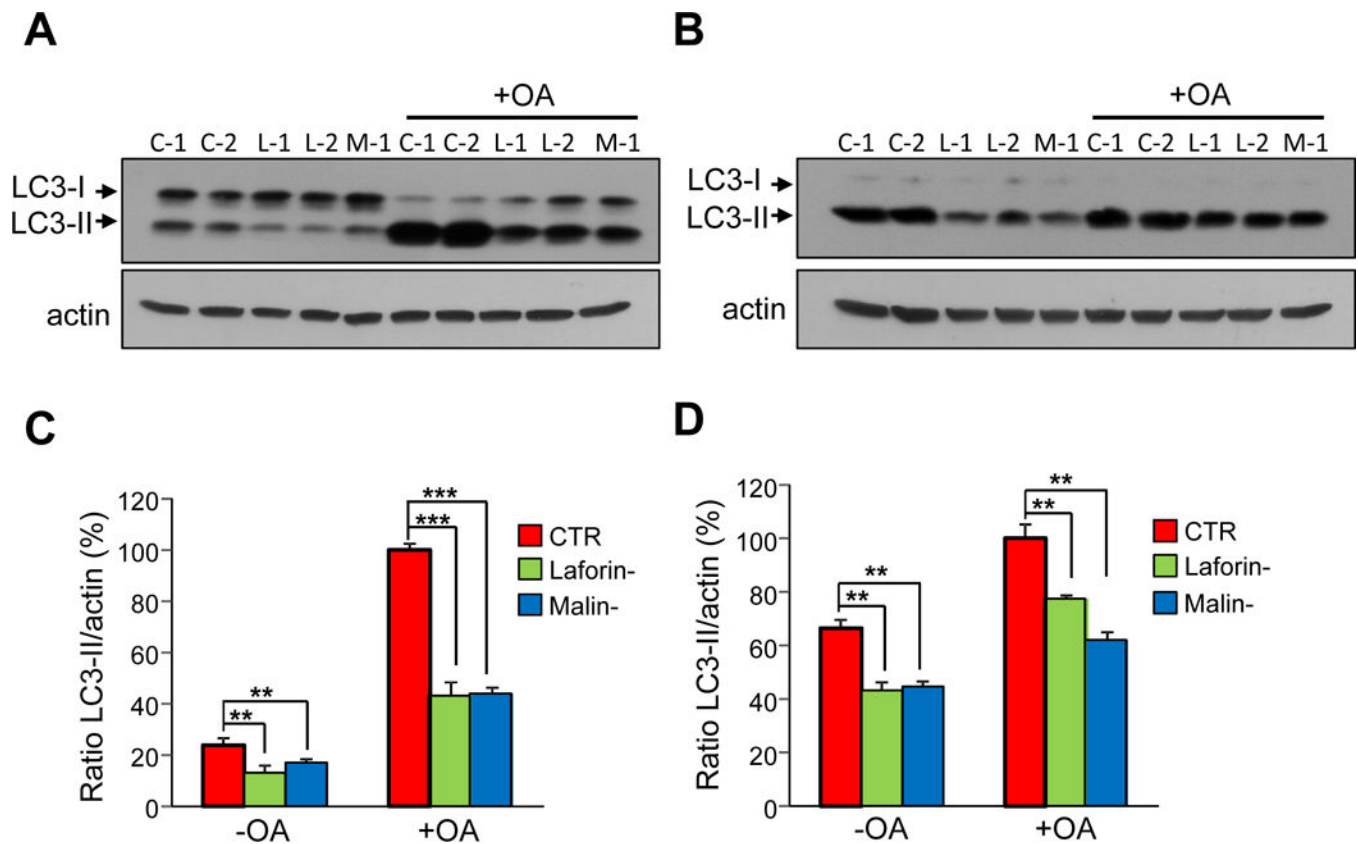 A
+OA
C-1 C-2 L-1 L-2 M-1 C-1 C-2 L-1 L-2 M-1
LC3-I
LC3-II
actin
B
+OA
C-1 C-2 L-1 L-2 M-1 C-1 C-2 L-1 L-2 M-1
LC3-I
LC3-II
actin
C
Ratio LC3-II/actin (%)
120
100
80
60
40
20
0
**
**
***
***
-OA
+OA
CTR
Laforin-
Malin-
D
Ratio LC3-II/actin (%)
120
100
80
60
40
20
0
**
**
**
**
-OA
+OA
CTR
Laforin-
Malin-